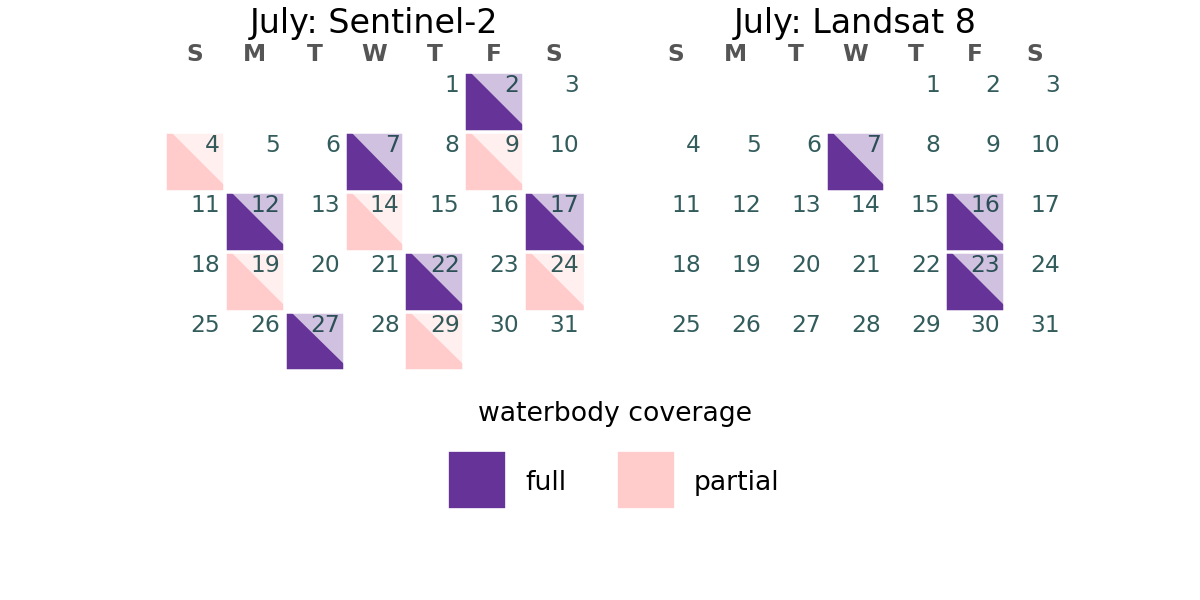 July: Sentinel-2
S M T W T F S
1 2 3
4 5 6 7 8 9 10
11 12 13 14 15 16 17
18 19 20 21 22 23 24
25 26 27 28 29 30 31
July: Landsat 8
S M T W T F S
1 2 3
4 5 6 7 8 9 10
11 12 13 14 15 16 17
18 19 20 21 22 23 24
25 26 27 28 29 30 31
waterbody coverage
full partial